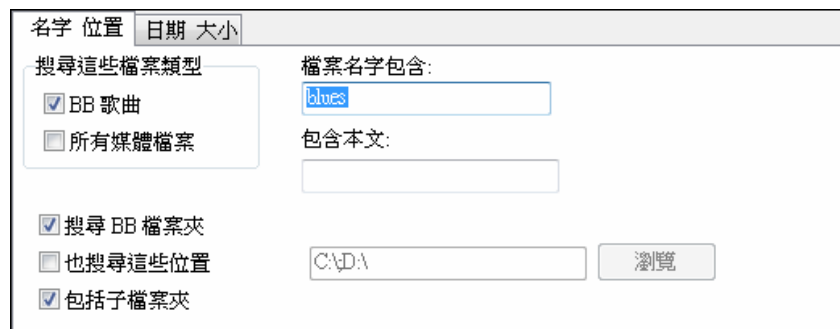 名字 位置 日期 大小
搜尋這些檔案類型
BB 歌曲
所有媒體檔案
檔案名字包含:
blues
包含本文:
搜尋 BB 檔案夾
也搜尋這些位置 C:\;D:\ 瀏覽
包括子檔案夾